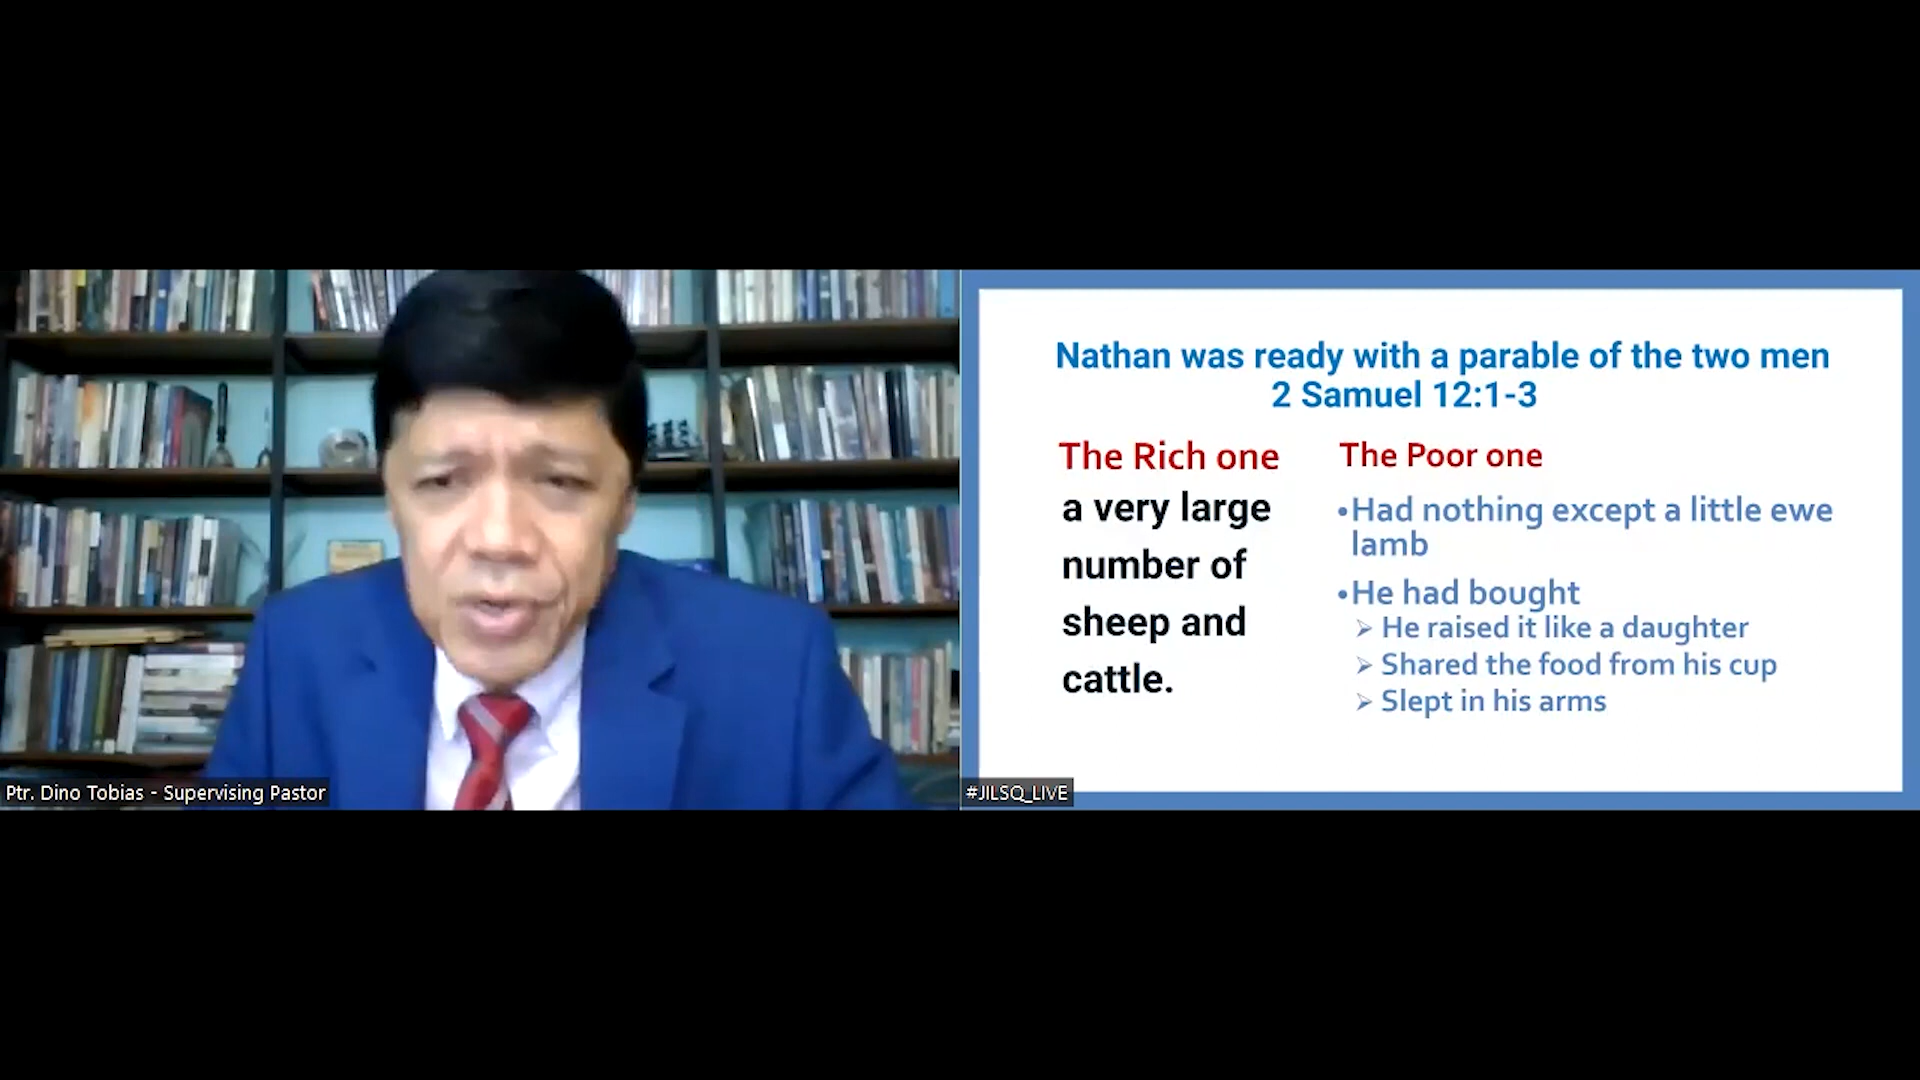 Nathan was ready with a parable of the two men
2 Samuel 12:1-3
The Rich one
a very large
number of
sheep and
cattle.
The Poor one
•Had nothing except a little ewe
lamb
•He had bought
➢ He raised it like a daughter
➢ Shared the food from his cup
➢ Slept in his arms
Ptr. Dino Tobias - Supervising Pastor
#JILSQ_LIVE